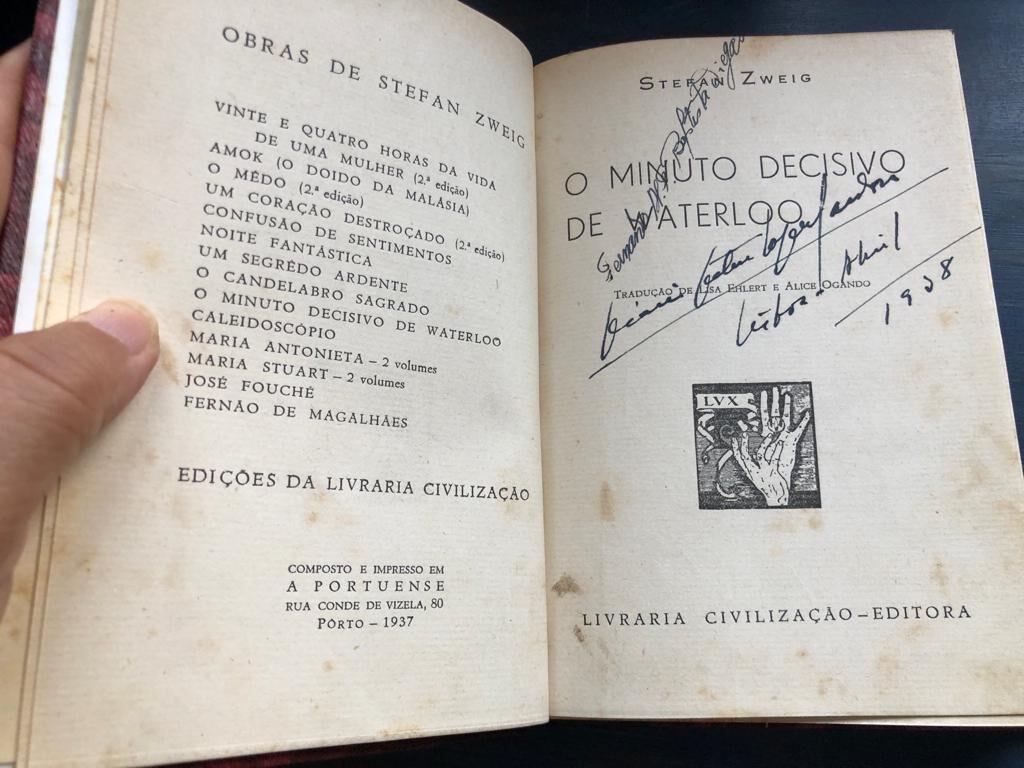 OBRAS DE STEFAN ZWEIG
VINTE E QUATRO HORAS DA VIDA
DE UMA MULHER (2.ª edição)
AMOK (O DOIDO DA MALÁSIA)
O MÊDO (2.ª edição)
UM CORAÇÃO DESTROÇADO (2.ª edição)
CONFUSÃO DE SENTIMENTOS
NOITE FANTÁSTICA
UM SEGRÊDO ARDENTE
O CANDELABRO SAGRADO
O MINUTO DECISIVO DE WATERLOO
CALEIDOSCÓPIO
MARIA ANTONIETA – 2 volumes
MARIA STUART – 2 volumes
JOSÉ FOUCHÉ
FERNÃO DE MAGALHÃES
EDIÇÕES DA LIVRARIA CIVILIZAÇÃO
COMPOSTO E IMPRESSO EM
A PORTUENSE
RUA CONDE DE VIZELA, 80
PÔRTO – 1937
STEFAN ZWEIG
O MINUTO DECISIVO
DE WATERLOO
TRADUÇÃO DE LISA EHLERT E ALICE OGANDO
Fernando
Baptista
Lisboa Abril
1938
LVX
LIVRARIA CIVILIZAÇÃO – EDITORA